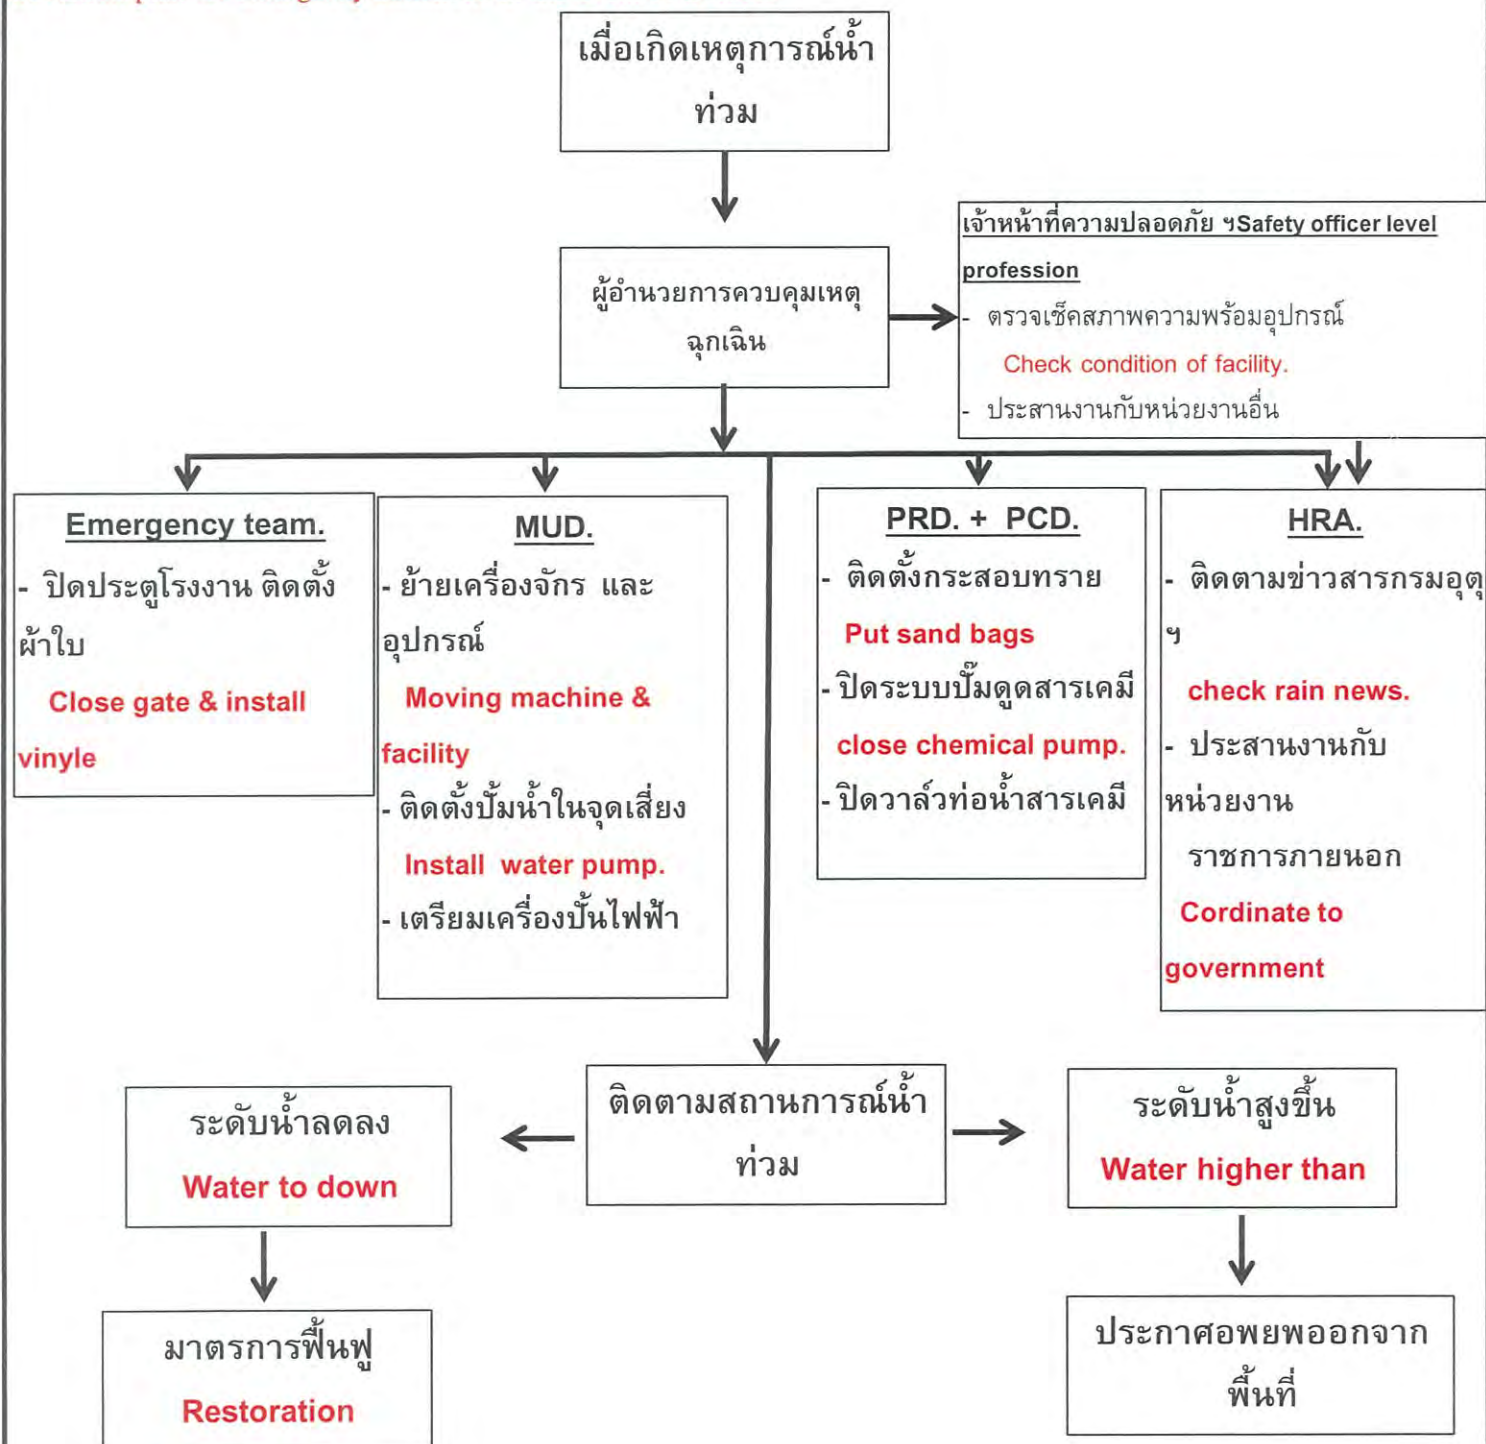 เมื่อเกิดเหตุการณ์น้ำ
ท่วม
ผู้อำนวยการควบคุมเหตุ
ฉุกเฉิน
เจ้าหน้าที่ความปลอดภัย ฯSafety officer level
profession
- ตรวจเช็คสภาพความพร้อมอุปกรณ์
Check condition of facility.
- ประสานงานกับหน่วยงานอื่น
Emergency team.
- ปิดประตูโรงงาน ติดตั้ง
ผ้าใบ
Close gate & install
vinyle
MUD.
- ย้ายเครื่องจักร และ
อุปกรณ์
Moving machine &
facility
- ติดตั้งปั้มน้ำในจุดเสี่ยง
Install water pump.
- เตรียมเครื่องปั้นไฟฟ้า
PRD. + PCD.
- ติดตั้งกระสอบทราย
Put sand bags
- ปิดระบบปั๊มดูดสารเคมี
close chemical pump.
- ปิดวาล์วท่อน้ำสารเคมี
HRA.
- ติดตามข่าวสารกรมอุตุ
ฯ
check rain news.
- ประสานงานกับ
หน่วยงาน
ราชการภายนอก
Cordinate to
government
ติดตามสถานการณ์น้ำ
ท่วม
ระดับน้ำลดลง
Water to down
ระดับน้ำสูงขึ้น
Water higher than
มาตรการฟื้นฟู
Restoration
ประกาศอพยพออกจาก
พื้นที่